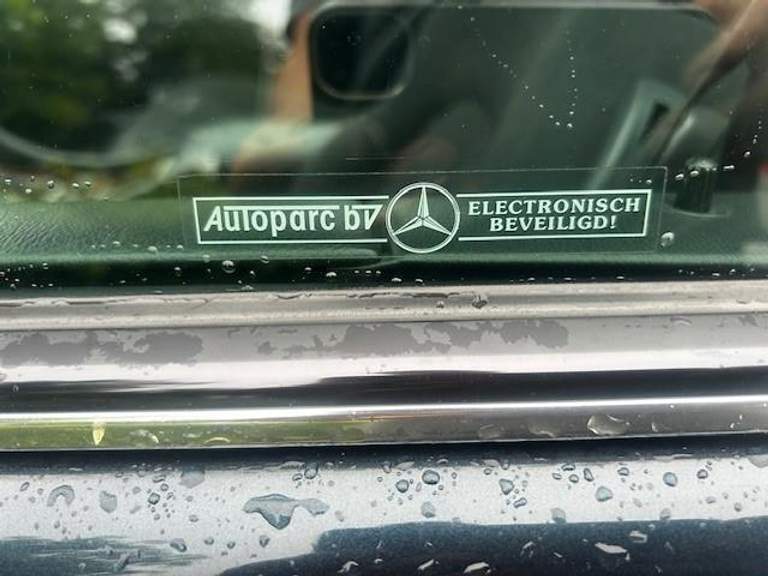 Autoparc bv
ELECTRONISCH
BEVEILIGD!